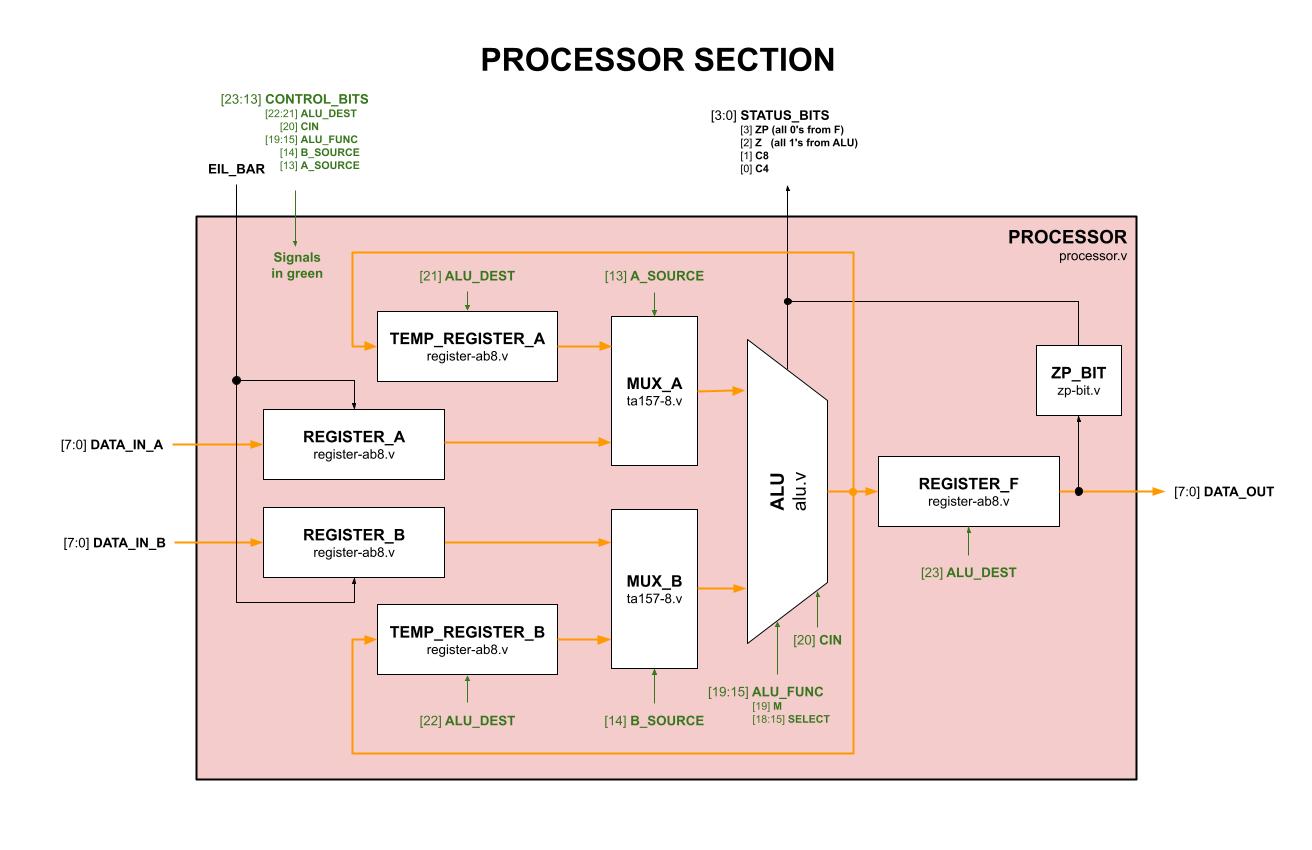 PROCESSOR SECTION
[23:13] CONTROL_BITS
[22:21] ALU_DEST
[20] CIN
[19:15] ALU_FUNC
[14] B_SOURCE
[13] A_SOURCE
EIL_BAR
[3:0] STATUS_BITS
[3] ZP (all 0's from F)
[2] Z (all 1's from ALU)
[1] C8
[0] C4
PROCESSOR
processor.v
Signals
in green
[21] ALU_DEST
[13] A_SOURCE
TEMP_REGISTER_A
register-ab8.v
MUX_A
ta157-8.v
ZP_BIT
zp-bit.v
[7:0] DATA_IN_A
REGISTER_A
register-ab8.v
ALU
alu.v
REGISTER_F
register-ab8.v
[7:0] DATA_OUT
[7:0] DATA_IN_B
REGISTER_B
register-ab8.v
MUX_B
ta157-8.v
[23] ALU_DEST
TEMP_REGISTER_B
register-ab8.v
[20] CIN
[22] ALU_DEST
[14] B_SOURCE
[19:15] ALU_FUNC
[19] M
[18:15] SELECT